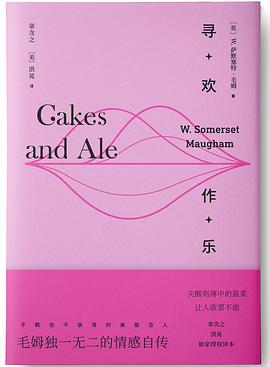 [英] W. 萨默塞特·毛姆 著
寻✦欢✦作✦乐
章含之 [美] 洪晃 译
Cakes
and Ale
W. Somerset
Maugham
尖酸刻薄中的温柔
让人欲罢不能
不羁但不放荡的美丽恋人
毛姆独一无二的情感自传
章含之
洪晃
独家授权译本